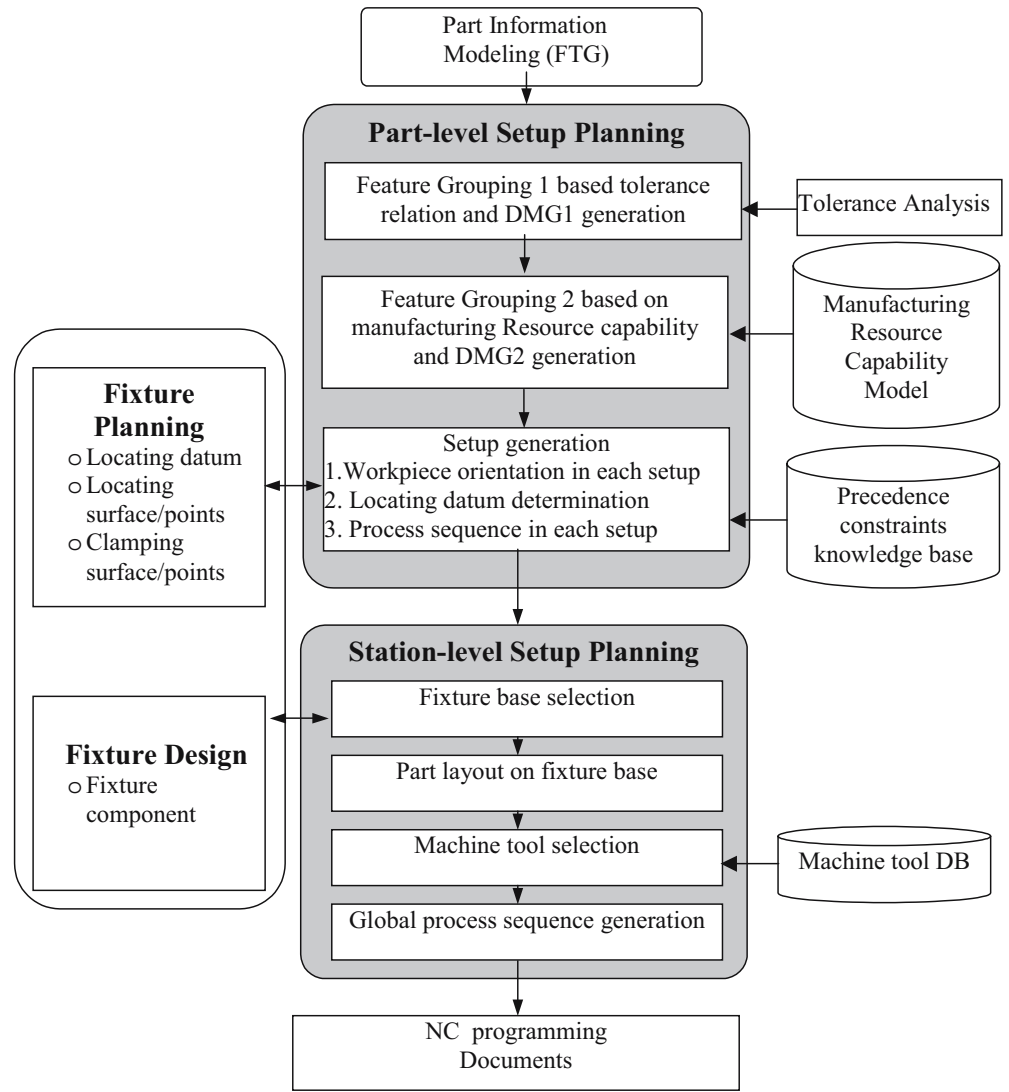 Part Information
Modeling (FTG)
Part-level Setup Planning
Feature Grouping 1 based tolerance
relation and DMG1 generation
Tolerance Analysis
Feature Grouping 2 based on
manufacturing Resource capability
and DMG2 generation
Manufacturing
Resource
Capability
Model
Fixture
Planning
o Locating datum
o Locating
surface/points
o Clamping
surface/points
Setup generation
1.Workpiece orientation in each setup
2. Locating datum determination
3. Process sequence in each setup
Precedence
constraints
knowledge base
Station-level Setup Planning
Fixture base selection
Fixture Design
o Fixture
component
Part layout on fixture base
Machine tool selection
Machine tool DB
Global process sequence generation
NC programming
Documents